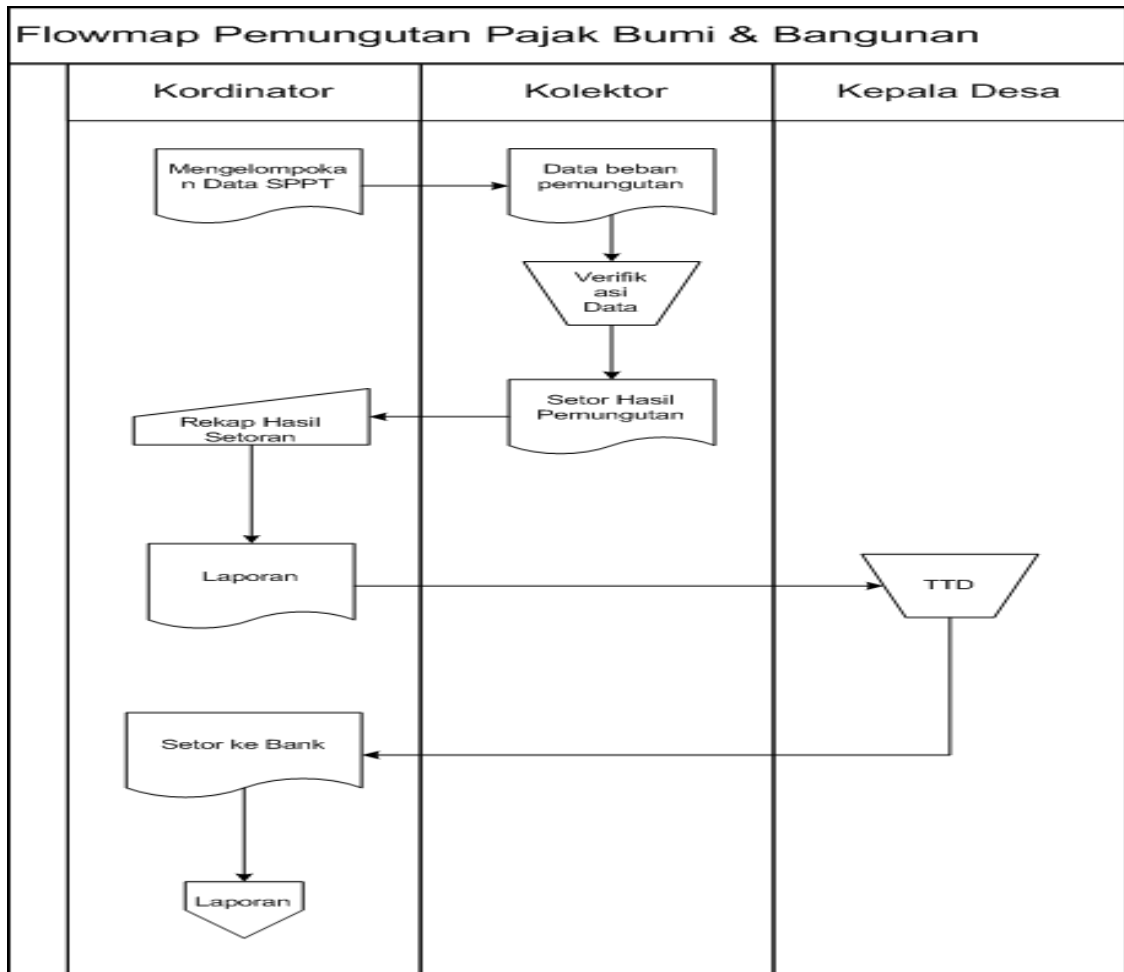 Flowmap Pemungutan Pajak Bumi & Bangunan
Kordinator
Kolektor
Kepala Desa
Mengelompoka
n Data SPPT
Data beban
pemungutan
Verifik
asi
Data
Setor Hasil
Pemungutan
Rekap Hasil
Setoran
Laporan
TTD
Setor ke Bank
Laporan